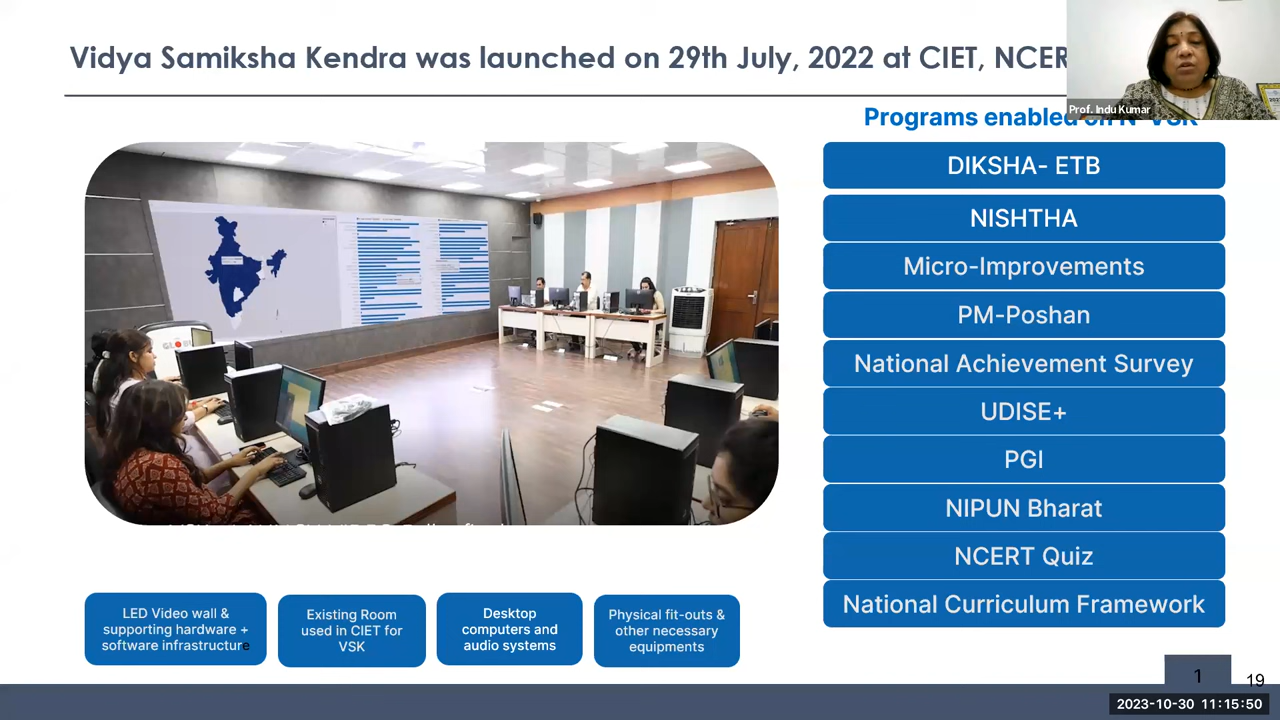 Vidya Samiksha Kendra was launched on 29th July, 2022 at CIET, NCER
Prof. Indu Kumar
Programs enabled on N-VSK
DIKSHA- ETB
NISHTHA
Micro-Improvements
PM-Poshan
National Achievement Survey
UDISE+
PGI
NIPUN Bharat
NCERT Quiz
National Curriculum Framework
LED Video wall &
supporting hardware +
software infrastructure
Existing Room
used in CIET for
VSK
Desktop
computers and
audio systems
Physical fit-outs &
other necessary
equipments
1
19
2023-10-30 11:15:50